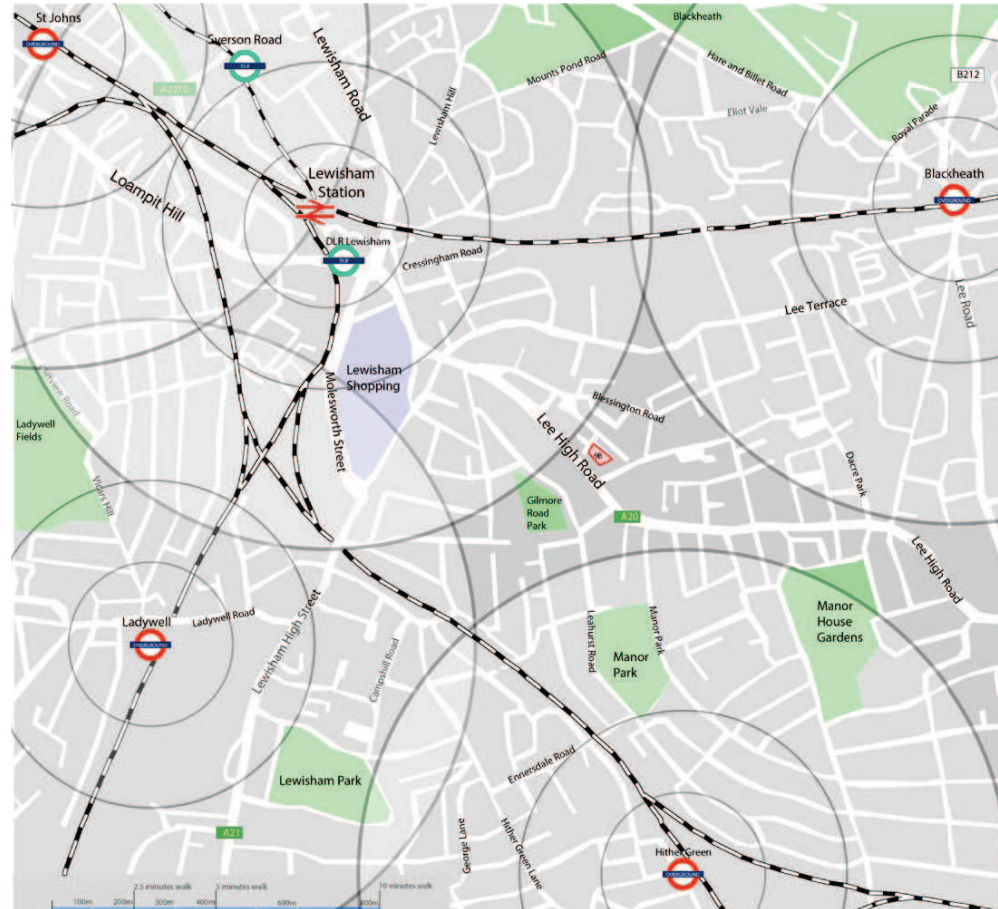 St Johns
OVERGROUND
Syerson Road
DLR
A2210
Lewisham Road
Lewisham Hill
Mounts Pond Road
Blackheath
Hare and Billet Road
Eliot Vale
B212
Royal Parade
Blackheath
OVERGROUND
Loampit Hill
Lewisham
Station
DLR Lewisham
DLR
Cressingham Road
Lee Terrace
Lee Road
Lewisham
Shopping
Molesworth Street
Blessington Road
Lee High Road
Ladywell
Fields
Vicars Hill
Gilmore
Road
Park
A20
Dacre Park
Lee High Road
Ladywell
OVERGROUND
Ladywell Road
Lewisham High Street
Campshill Road
Leahurst Road
Manor Park
Manor
Park
Manor
House
Gardens
Lewisham Park
Ennersdale Road
A21
George Lane
Hither Green Lane
Hither Green
OVERGROUND
2.5 minutes walk
5 minutes walk
10 minutes walk
100m
200m
300m
400m
600m
800m